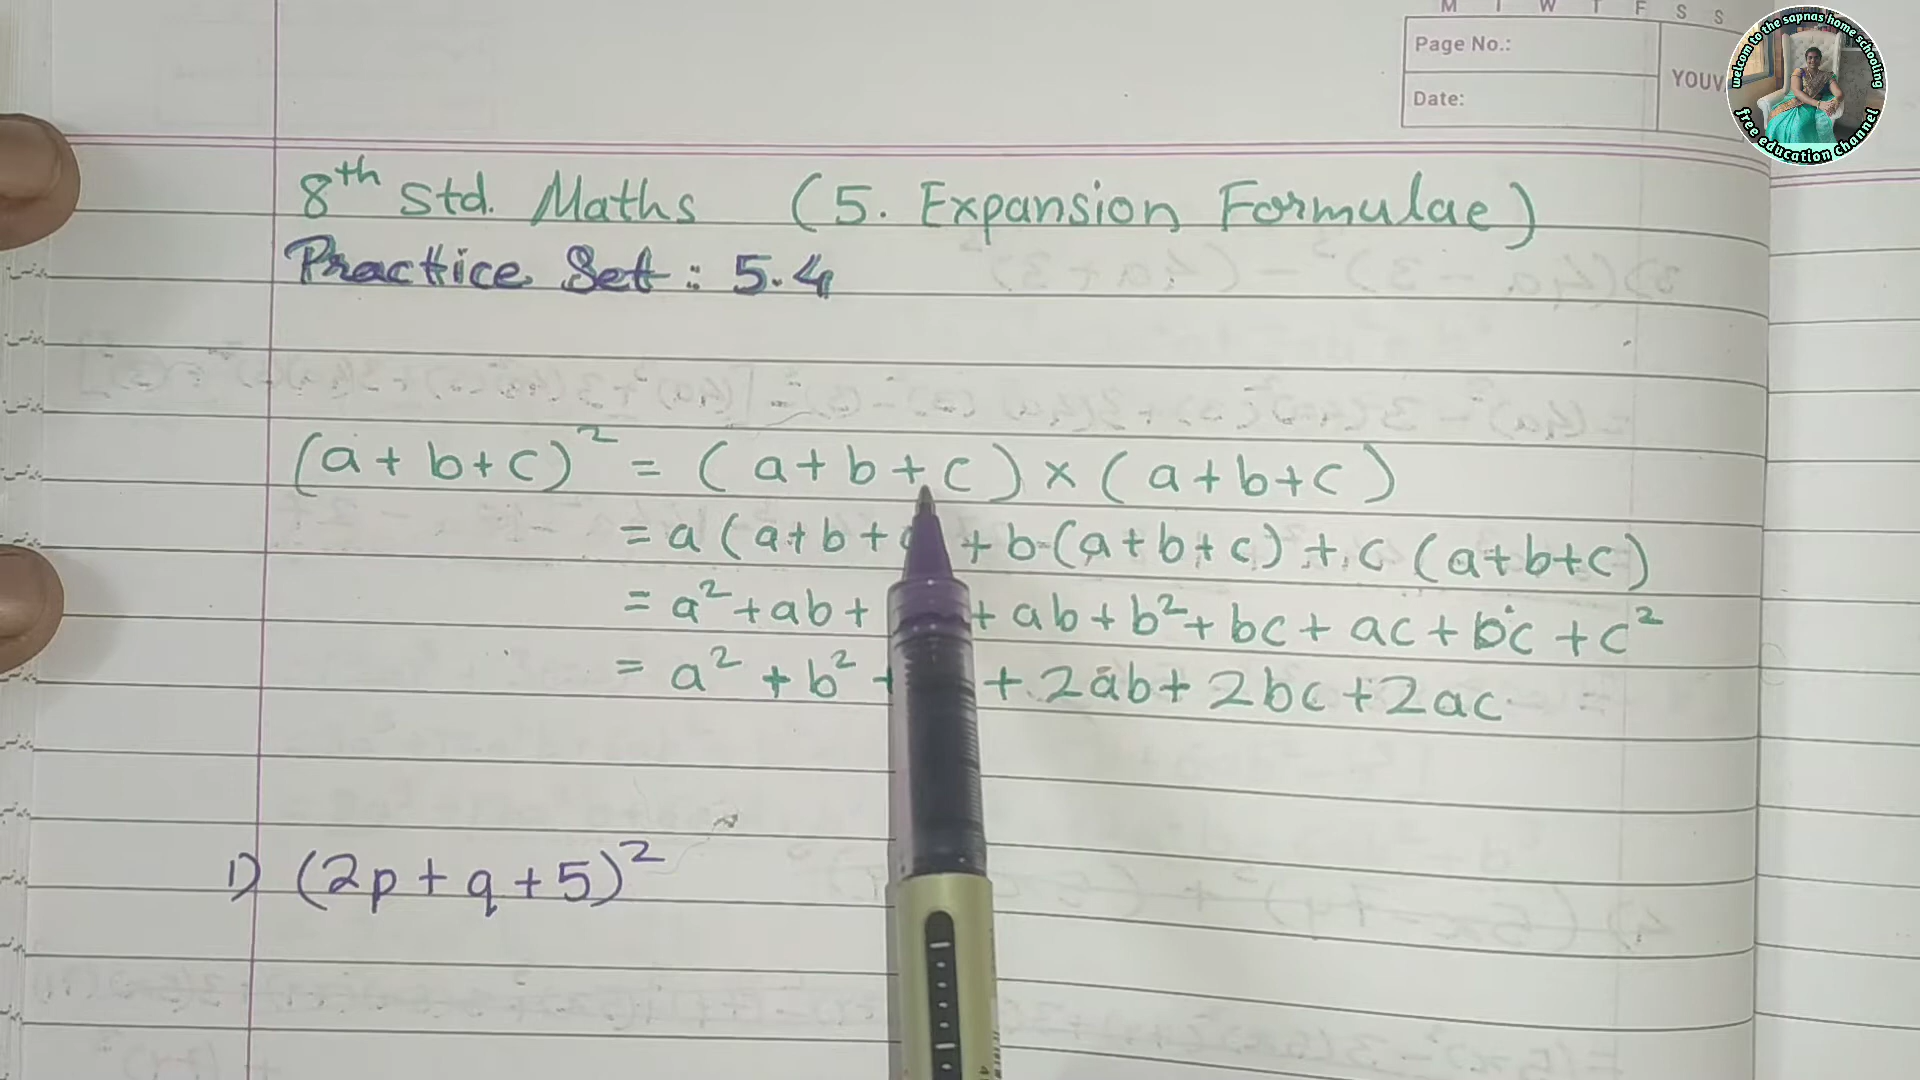 M T W T F S S
Page No.:
Date:
YOUV
welcom to the sapnas home schooling
free education channel
8th Std. Maths (5. Expansion Formulae)
Practice Set: 5.4
(a + b + c)² = (a + b + c) × (a + b + c)
= a (a + b + + b (a + b + c) + c (a + b + c)
= a² + ab + + ab + b² + bc + ac + bc + c²
= a² + b² + + 2ab + 2bc + 2ac
1) (2p + q + 5)²